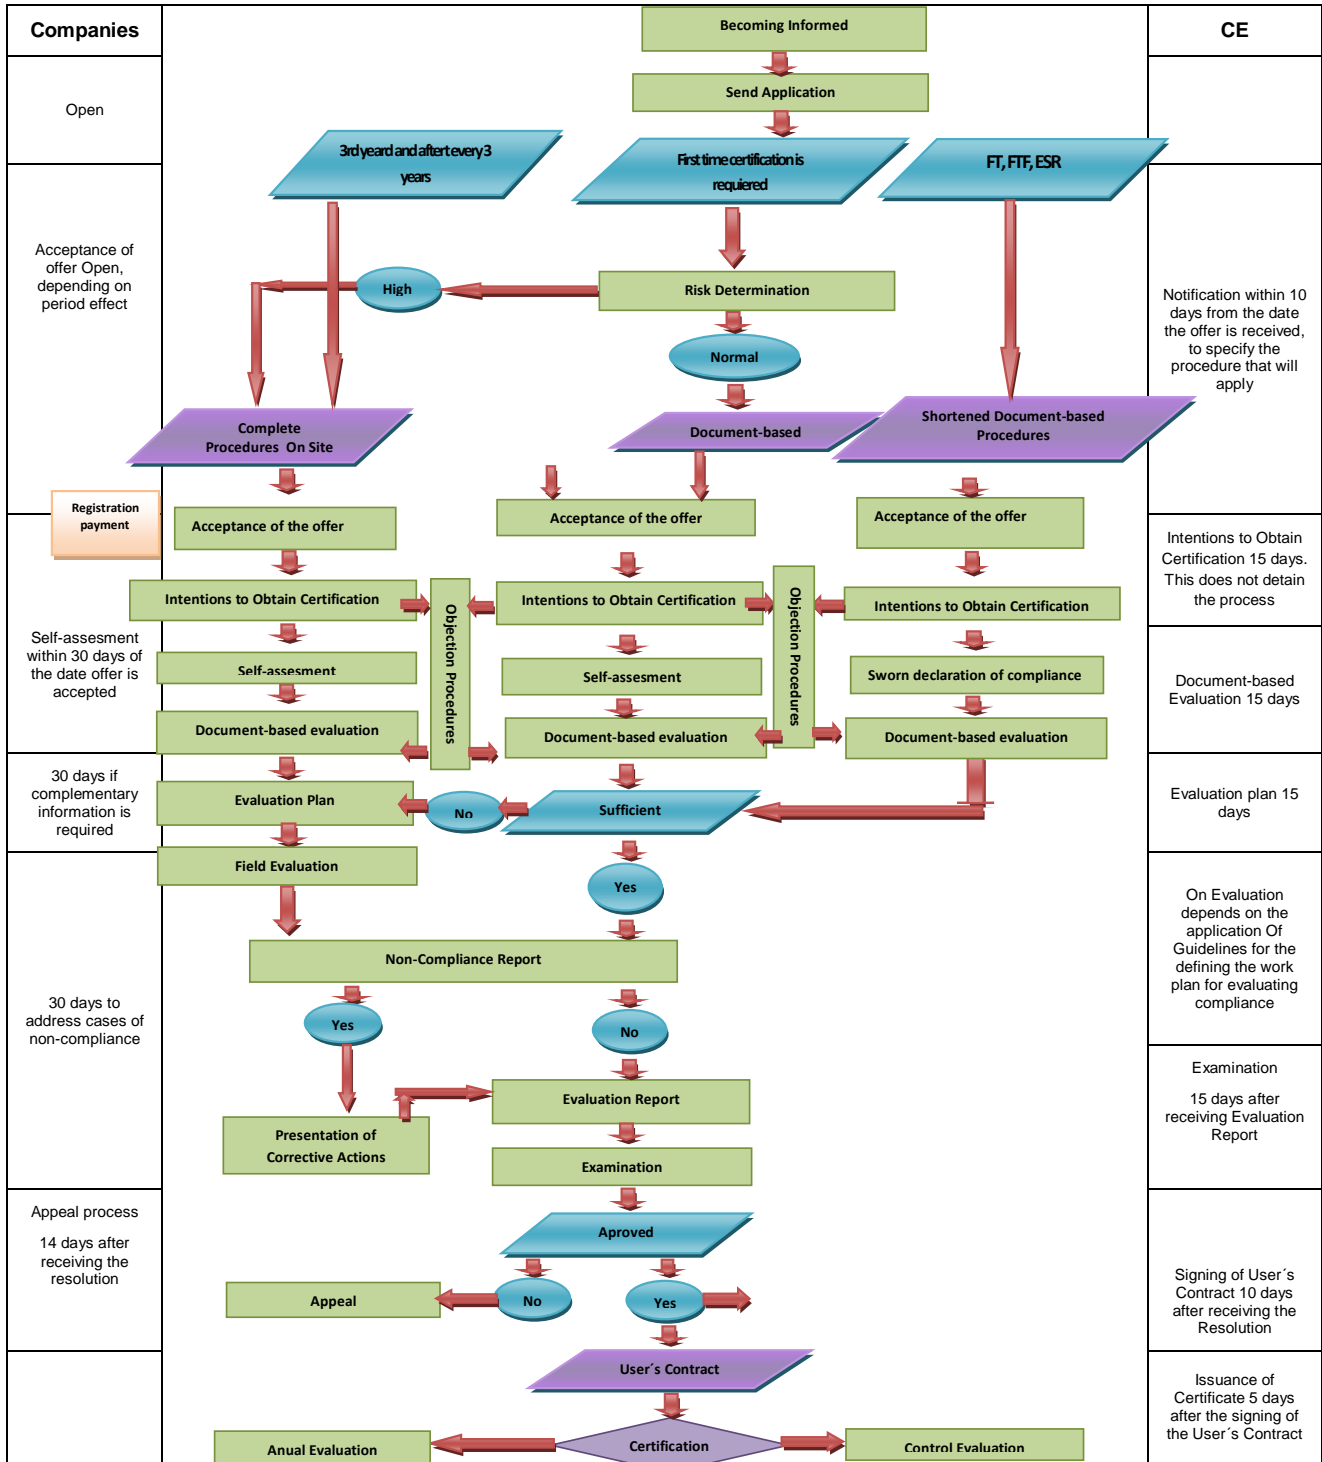 Companies
Becoming Informed
CE
Open
Send Application
3rdyeard and aftert every 3
years
First time certification is
requiered
FT, FTF, ESR
Acceptance of
offer Open,
depending on
period effect
High
Risk Determination
Normal
Notification within 10
days from the date
the offer is received,
to specify the
procedure that will
apply
Complete
Procedures On Site
Document-based
Shortened Document-based
Procedures
Registration
payment
Acceptance of the offer
Acceptance of the offer
Acceptance of the offer
Intentions to Obtain
Certification 15 days.
This does not detain
the process
Intentions to Obtain Certification
Objection Procedures
Intentions to Obtain Certification
Objection Procedures
Intentions to Obtain Certification
Self-assesment
within 30 days of
the date offer is
accepted
Self-assesment
Self-assesment
Sworn declaration of compliance
Document-based
Evaluation 15 days
Document-based evaluation
Document-based evaluation
Document-based evaluation
30 days if
complementary
information is
required
Evaluation Plan
No
Sufficient
Evaluation plan 15
days
Field Evaluation
Yes
On Evaluation
depends on the
application Of
Guidelines for the
defining the work
plan for evaluating
compliance
Non-Compliance Report
30 days to
address cases of
non-compliance
Yes
No
Examination
15 days after
receiving Evaluation
Report
Evaluation Report
Presentation of
Corrective Actions
Examination
Appeal process
14 days after
receiving the
resolution
Aproved
Appeal
No
Yes
Signing of User´s
Contract 10 days
after receiving the
Resolution
User´s Contract
Issuance of
Certificate 5 days
after the signing of
the User´s Contract
Anual Evaluation
Certification
Control Evaluation